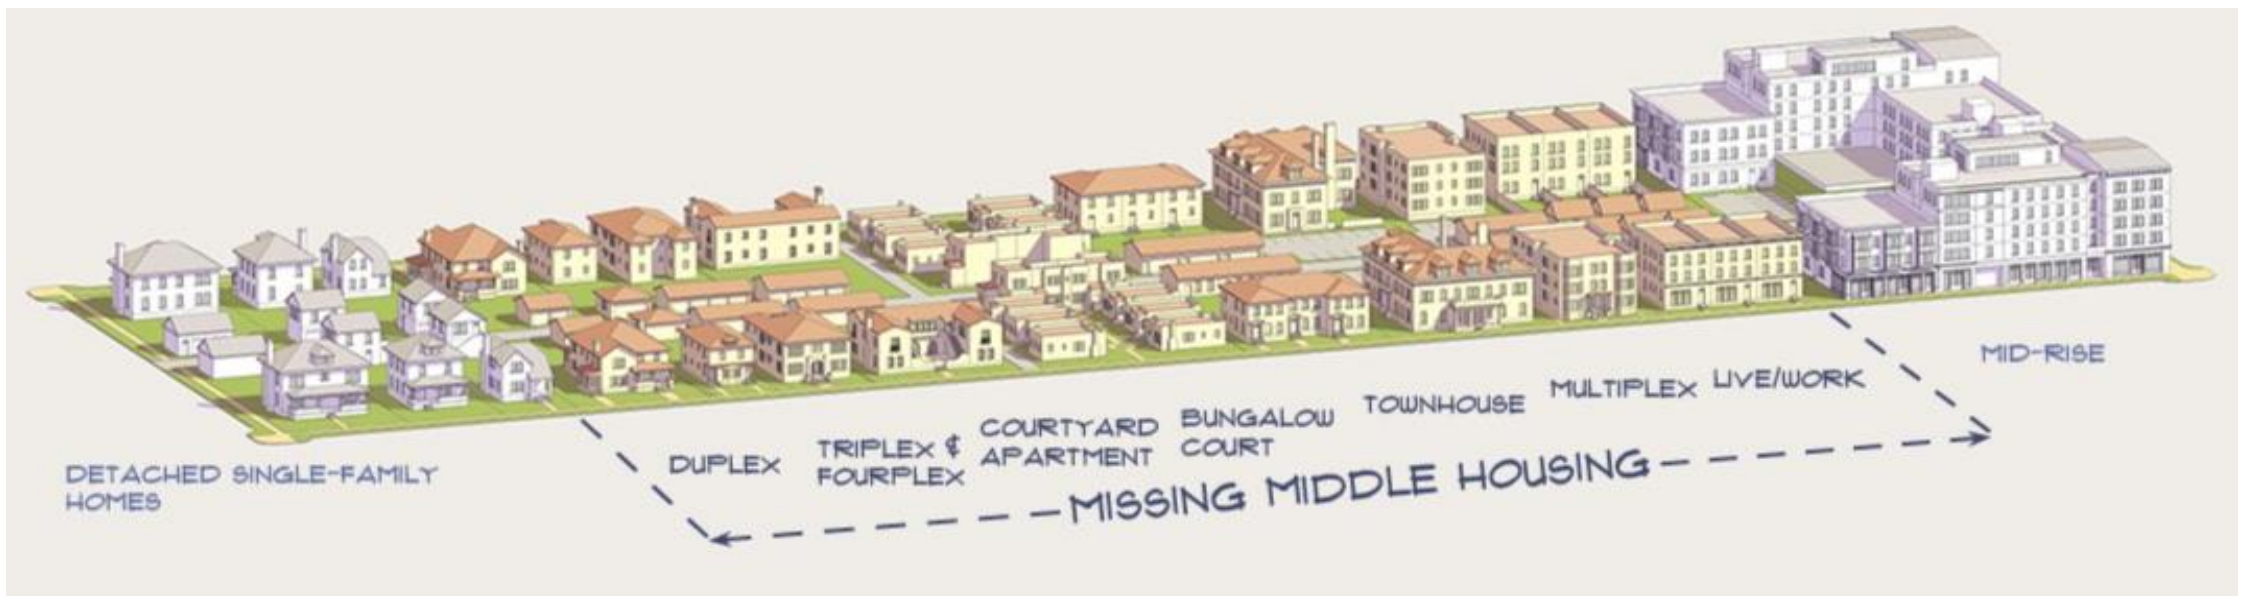 DETACHED SINGLE-FAMILY
HOMES
DUPLEX
TRIPLEX &
FOURPLEX
COURTYARD
APARTMENT
BUNGALOW
COURT
TOWNHOUSE
MULTIPLEX
LIVE/WORK
MID-RISE
MISSING MIDDLE HOUSING